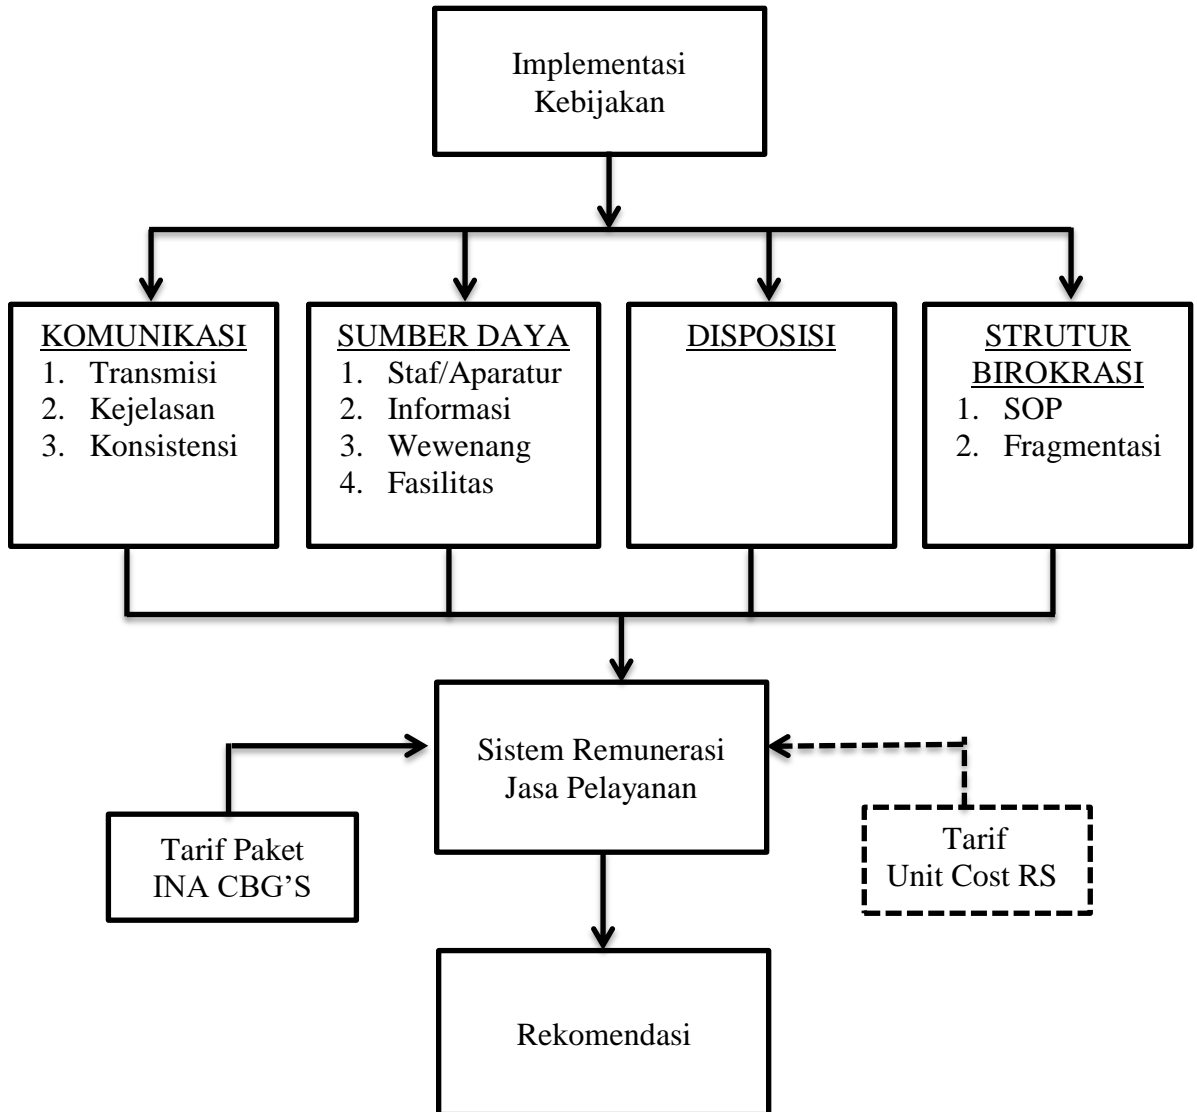 Implementasi
Kebijakan
KOMUNIKASI
1. Transmisi
2. Kejelasan
3. Konsistensi
SUMBER DAYA
1. Staf/Aparatur
2. Informasi
3. Wewenang
4. Fasilitas
DISPOSISI
STRUTUR
BIROKRASI
1. SOP
2. Fragmentasi
Sistem Remunerasi
Jasa Pelayanan
Tarif Paket
INA CBG’S
Tarif
Unit Cost RS
Rekomendasi